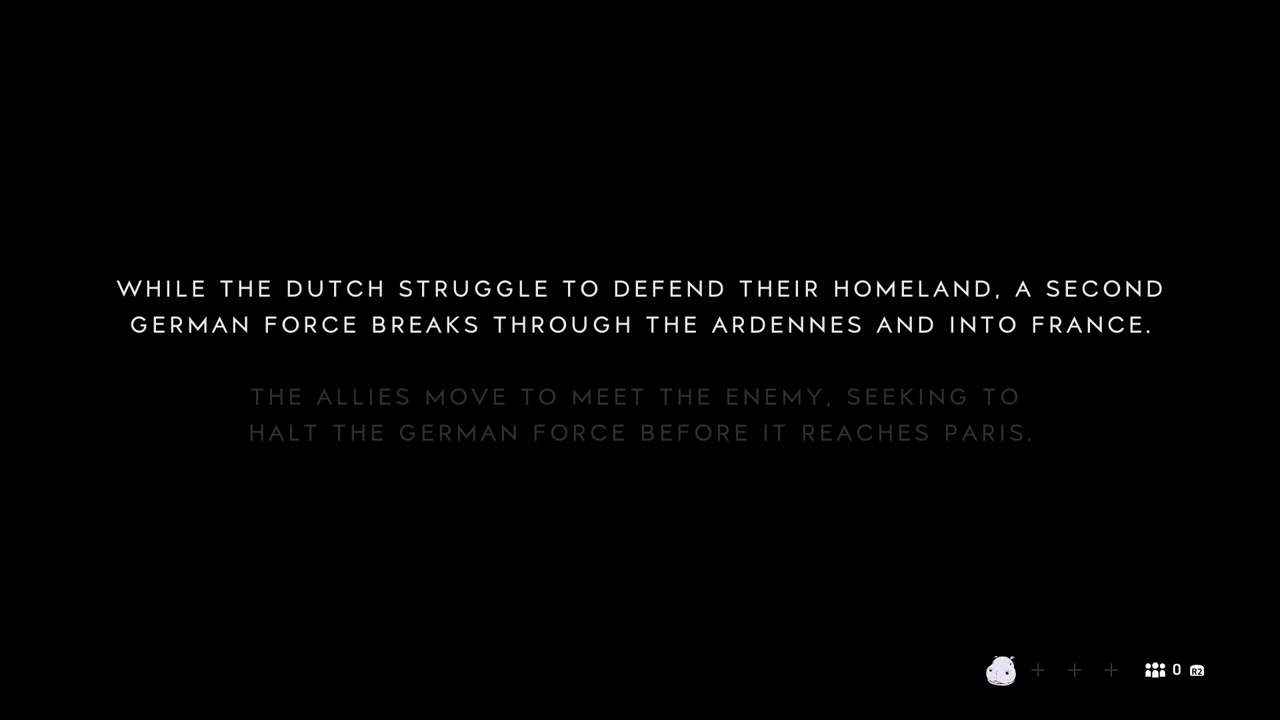 WHILE THE DUTCH STRUGGLE TO DEFEND THEIR HOMELAND, A SECOND
GERMAN FORCE BREAKS THROUGH THE ARDENNES AND INTO FRANCE.
THE ALLIES MOVE TO MEET THE ENEMY, SEEKING TO
HALT THE GERMAN FORCE BEFORE IT REACHES PARIS.
0 R2